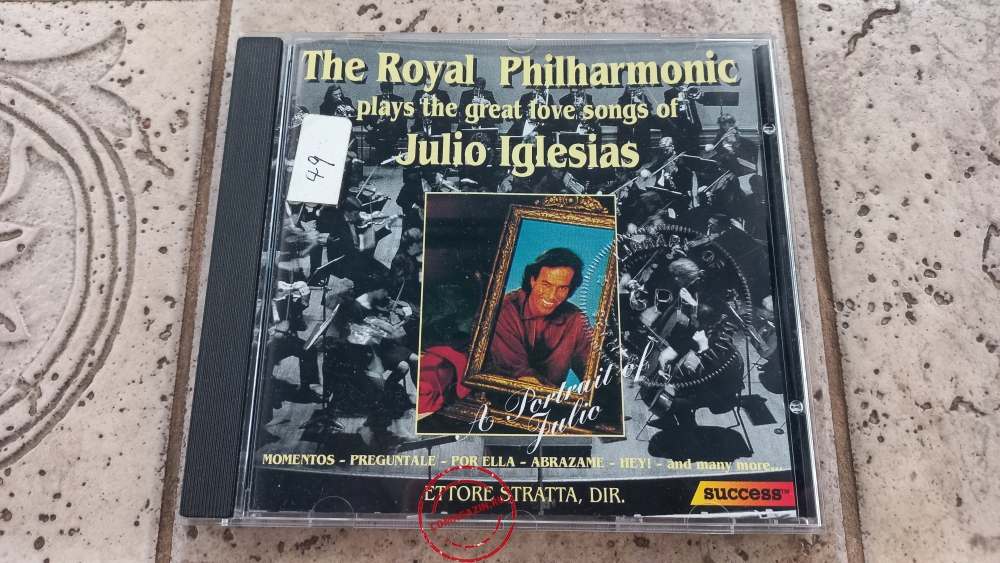 The Royal Philharmonic
plays the great love songs of
Julio Iglesias
49
A Portrait of
Julio
MOMENTOS - PREGUNTALE - POR ELLA - ABRAZAME - HEY! - and many more...
ETTORE STRATTA, DIR.
success™